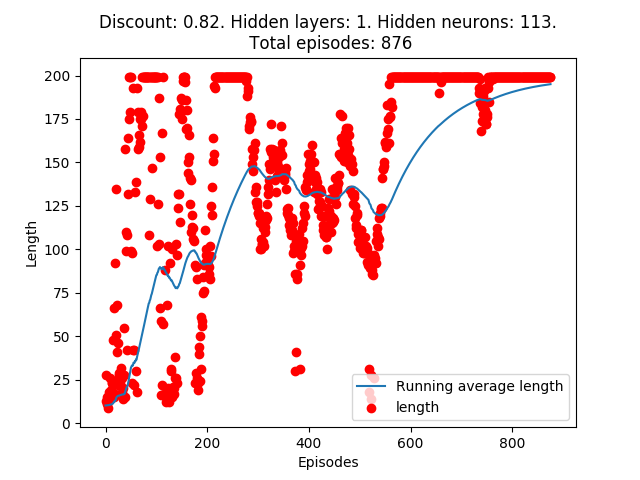 Discount: 0.82. Hidden layers: 1. Hidden neurons: 113.
Total episodes: 876
200
175
150
125
100
75
50
25
0
Length
0
200
400
600
800
Episodes
Running average length
length